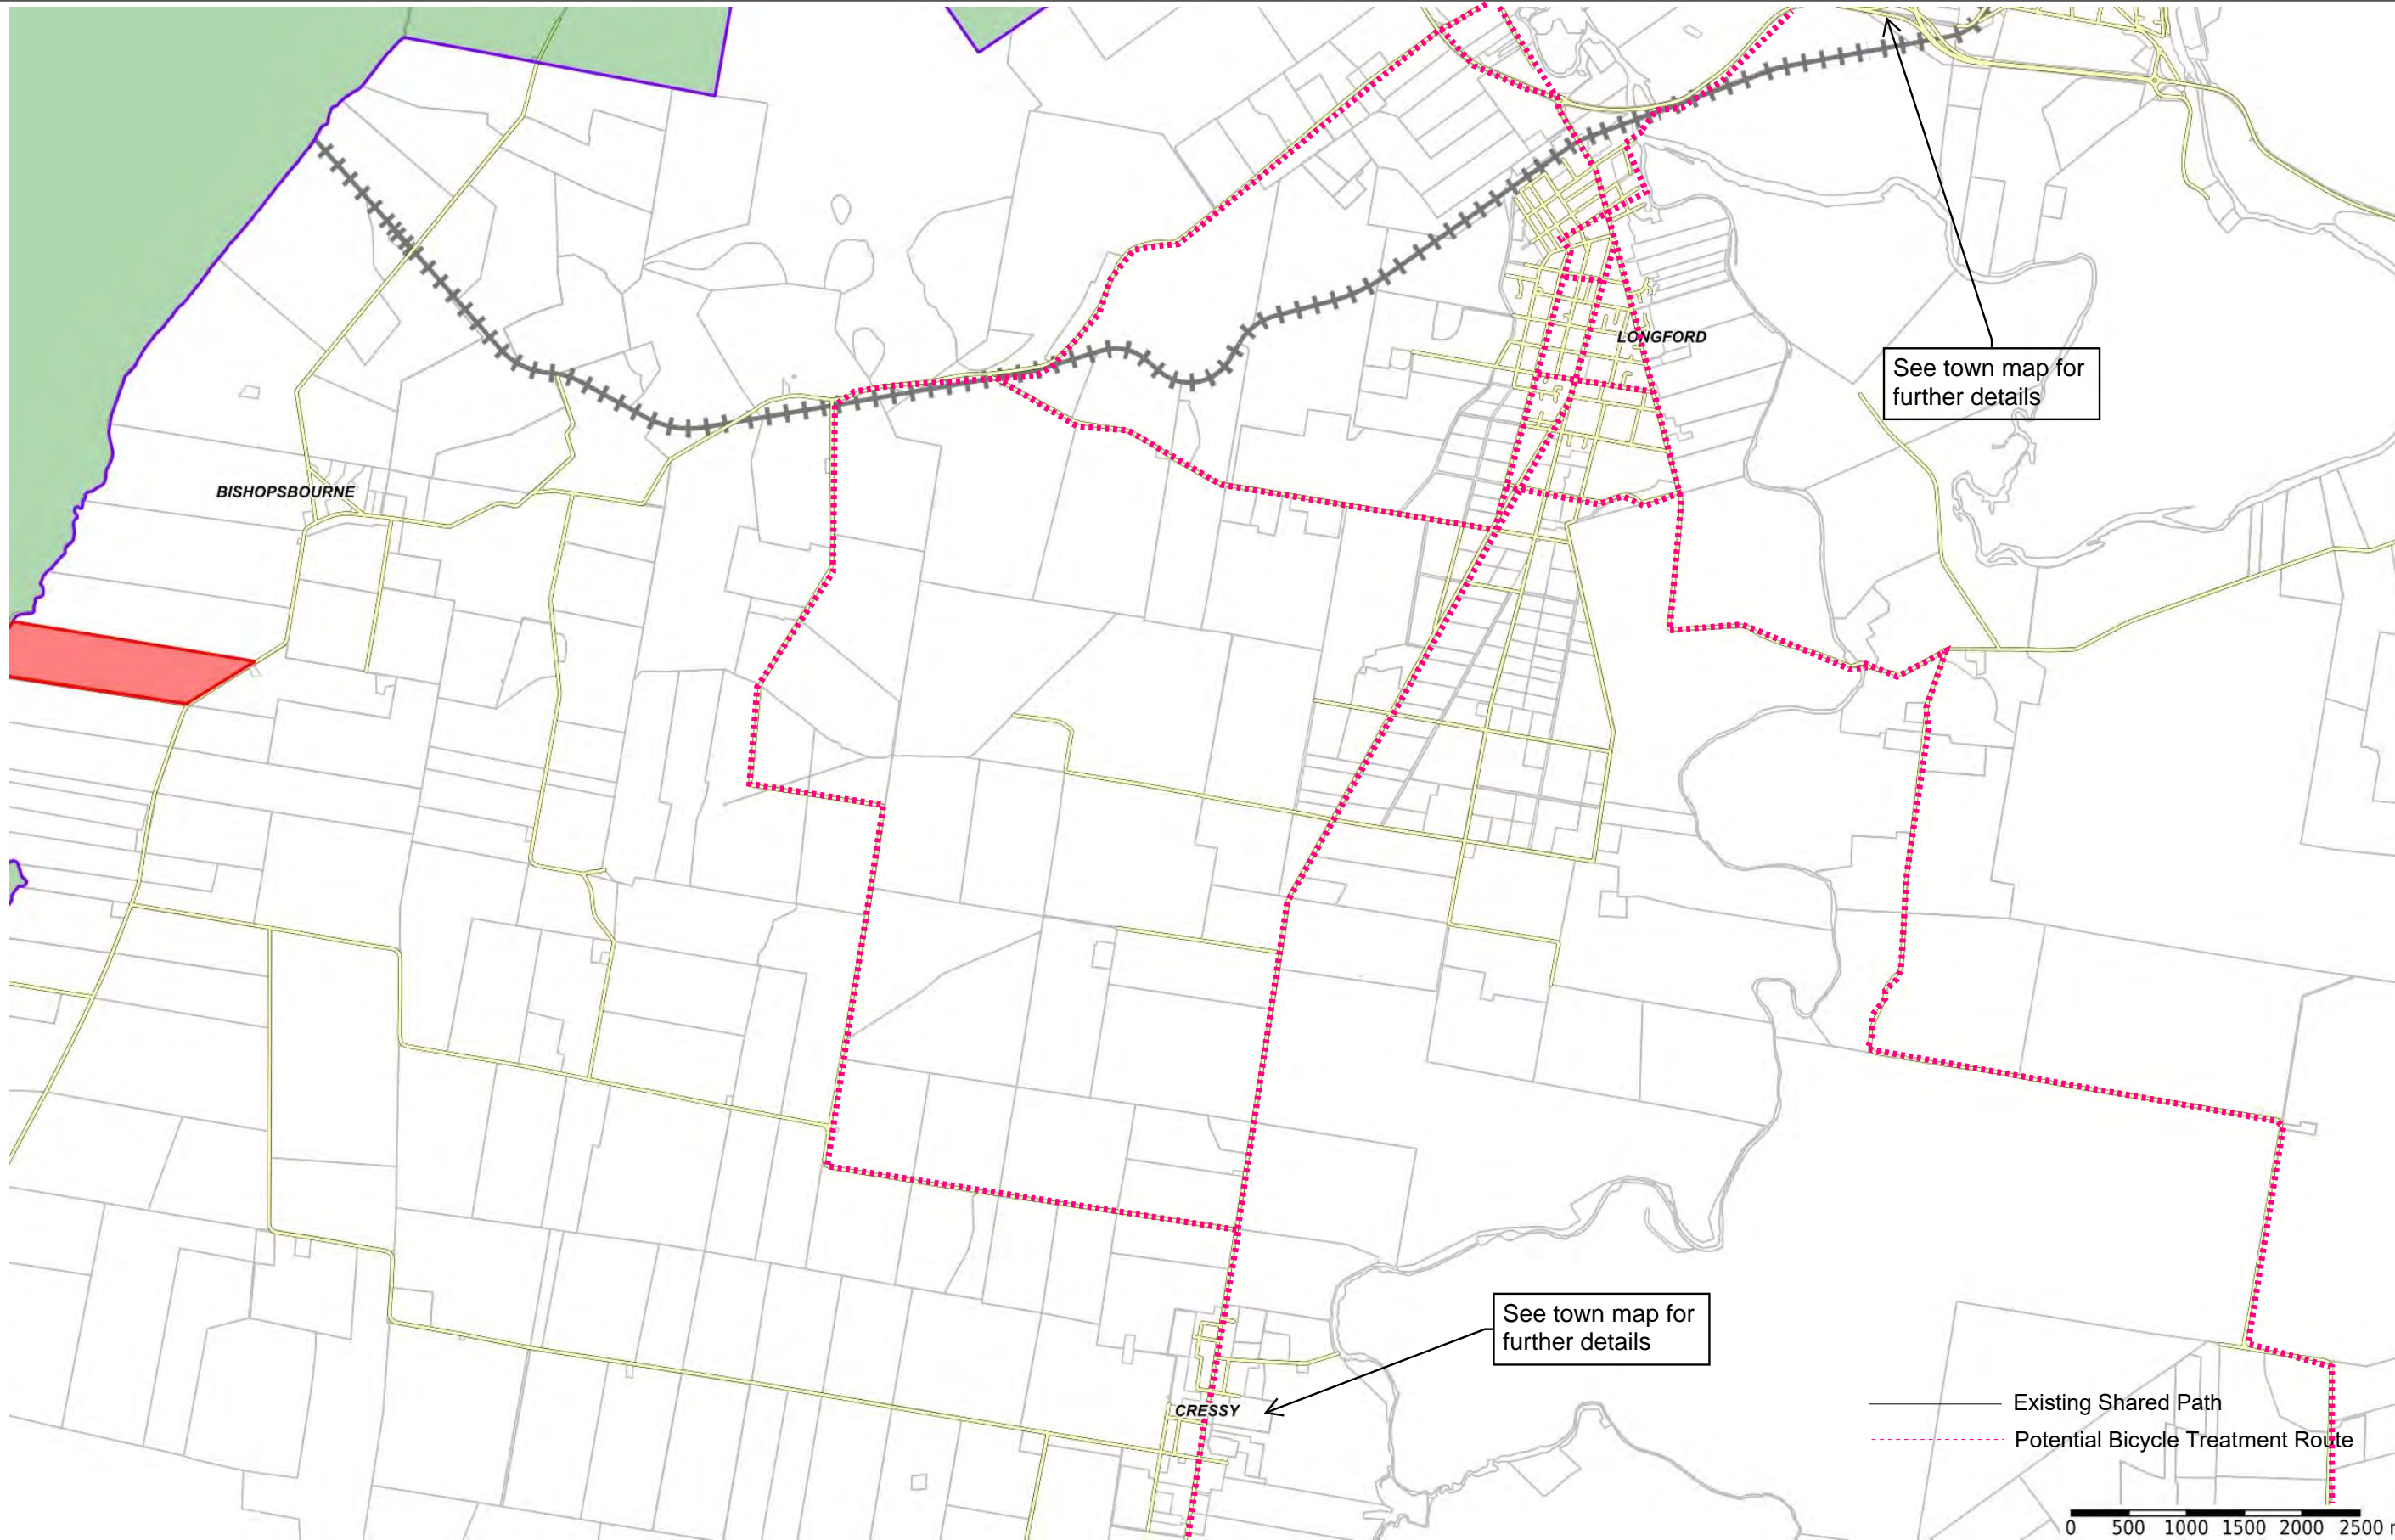 LONGFORD
See town map for
further details
BISHOPSBOURNE
See town map for
further details
CRESSY
Existing Shared Path
Potential Bicycle Treatment Route
0 500 1000 1500 2000 2500 m